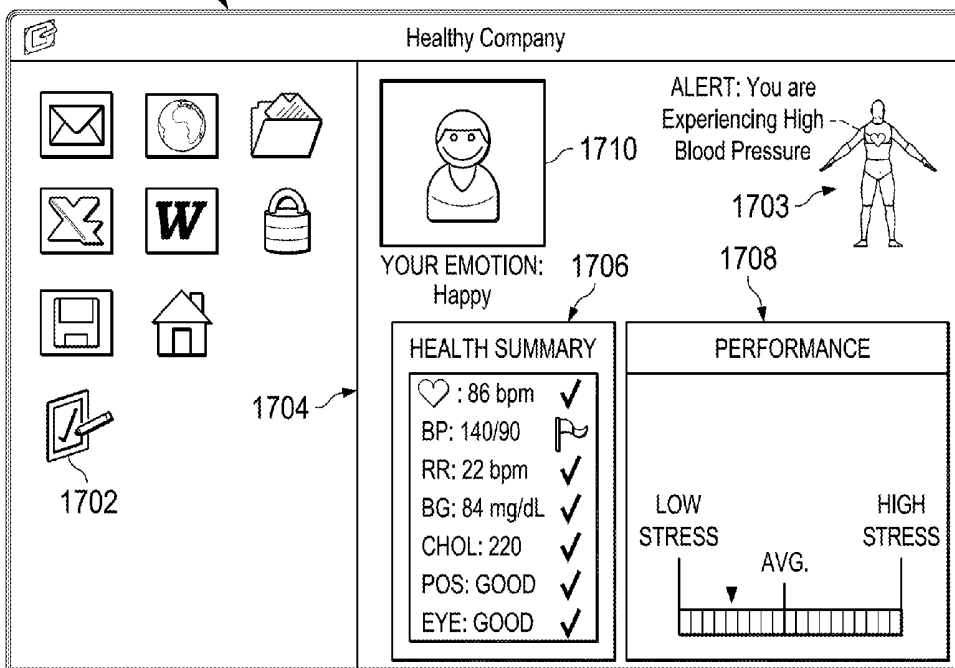 Healthy Company
ALERT: You are
Experiencing High
Blood Pressure
1710
1703
YOUR EMOTION:
Happy
1706
1708
W
1704
1702
HEALTH SUMMARY
: 86 bpm
BP: 140/90
RR: 22 bpm
BG: 84 mg/dL
CHOL: 220
POS: GOOD
EYE: GOOD
PERFORMANCE
LOW
STRESS
HIGH
STRESS
AVG.